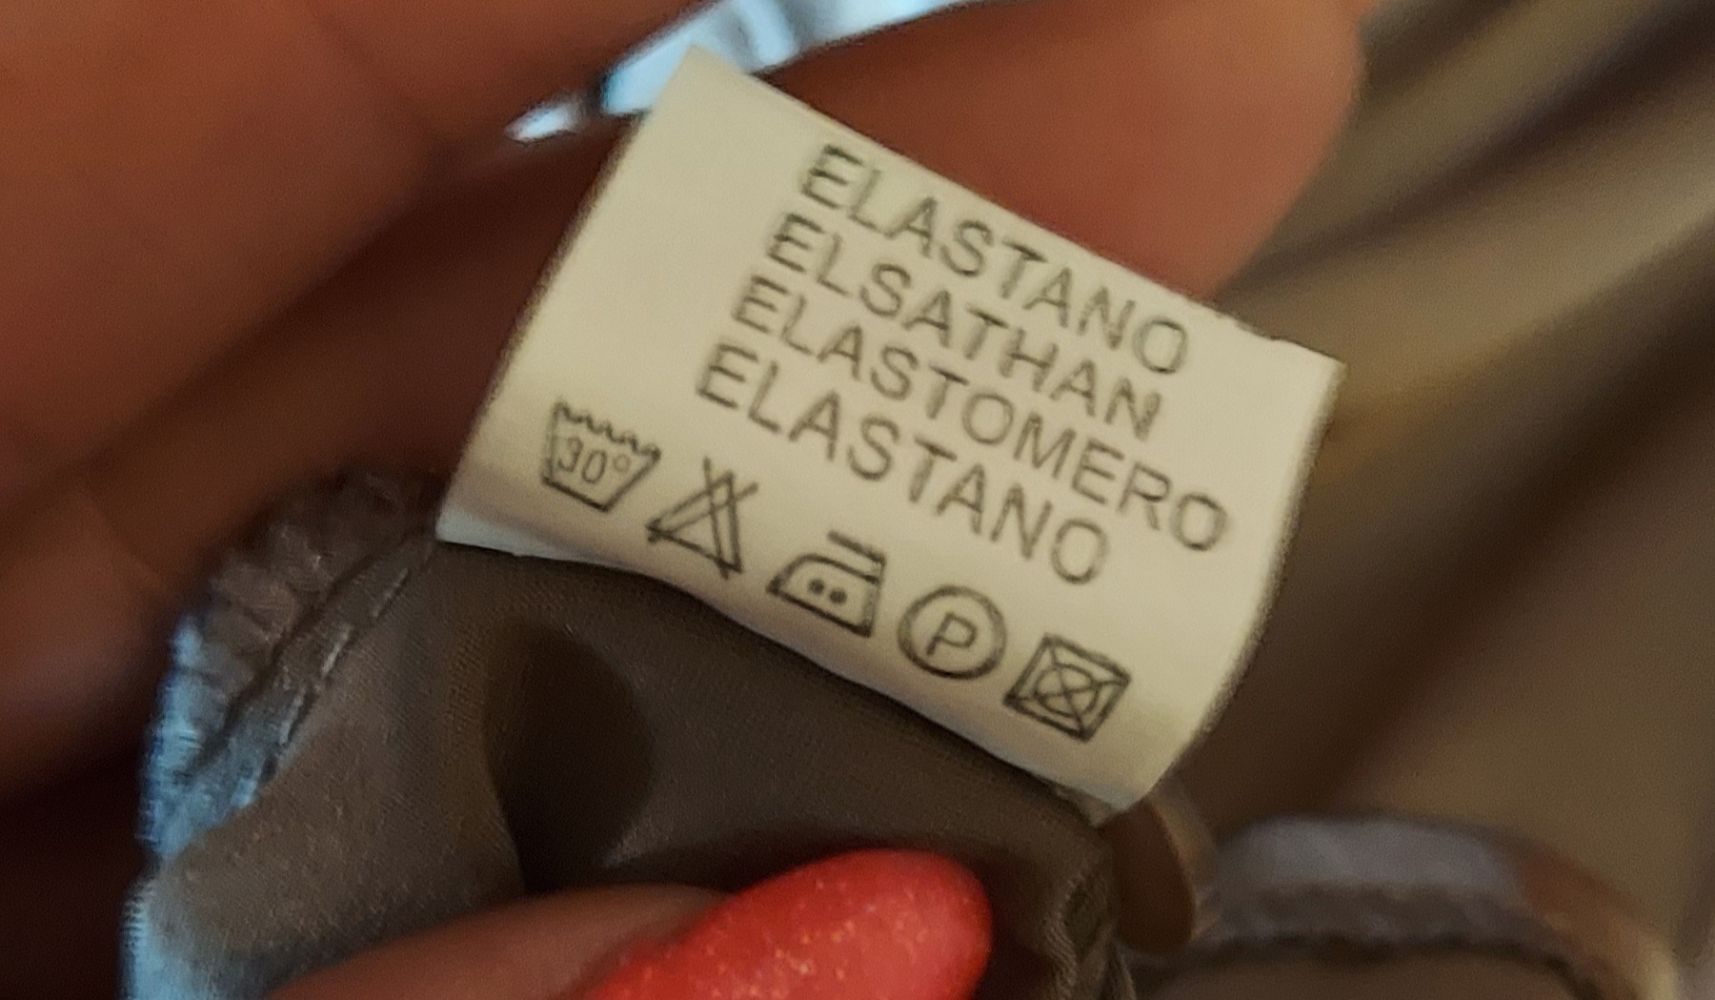 ELASTANO
ELSATHAN
ELASTOMERO
ELASTANO
30°
P